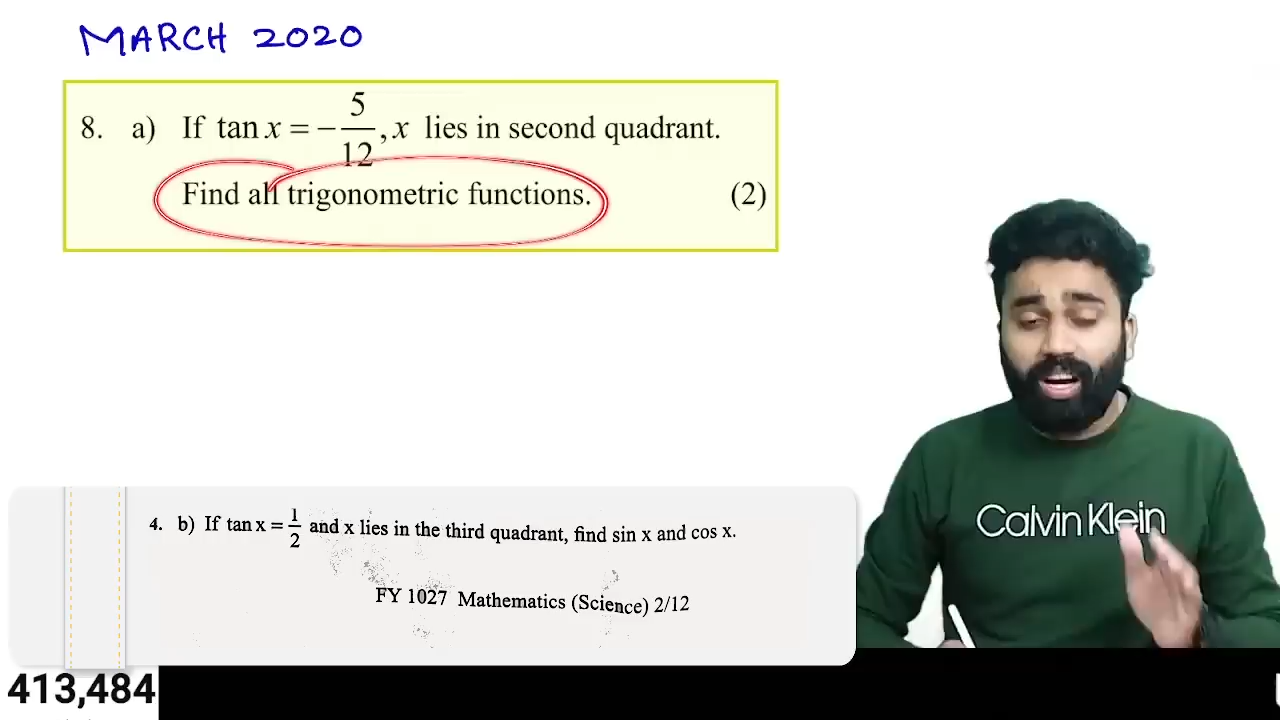 MARCH 2020
8. a) If tan x = -5/12, x lies in second quadrant.
Find all trigonometric functions. (2)
4. b) If tan x = 1/2 and x lies in the third quadrant, find sin x and cos x.
FY 1027 Mathematics (Science) 2/12
Calvin Klein
413,484